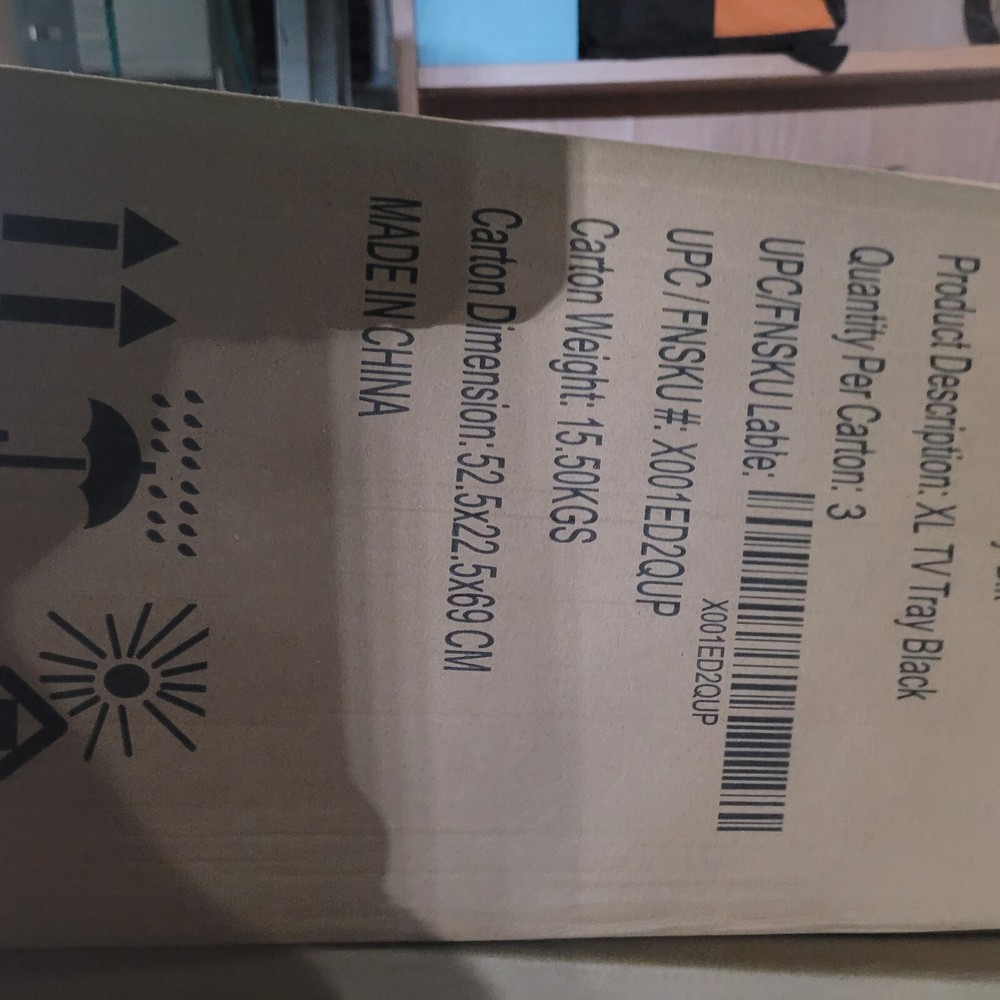 Product Description: XL TV Tray Black
Quantity Per Carton: 3
UPC/FNSKU Lable:
X001ED2QUP
UPC / FNSKU #: X001ED2QUP
Carton Weight: 15.50KGS
Carton Dimension: 52.5x22.5x69 CM
MADE IN CHINA